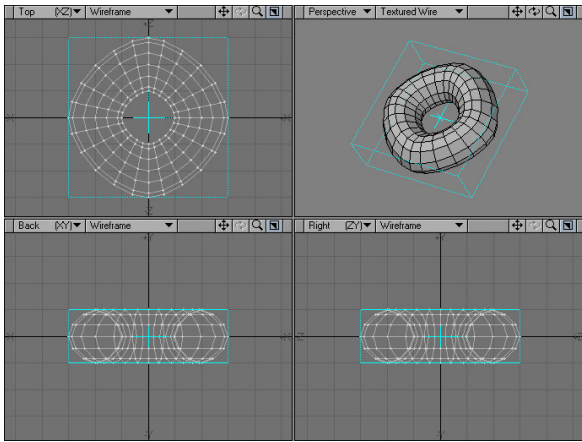 Top (XZ) Wireframe
Perspective Textured Wire
Back (XY) Wireframe
Right (ZY) Wireframe